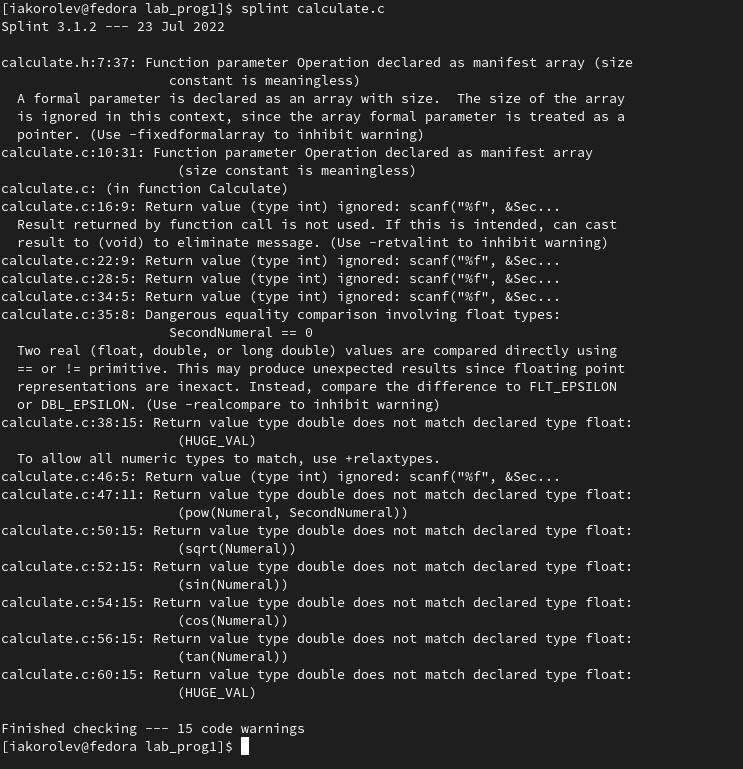 [iakorolev@fedora lab_prog1]$ splint calculate.c
Splint 3.1.2 --- 23 Jul 2022
calculate.h:7:37: Function parameter Operation declared as manifest array (size
constant is meaningless)
A formal parameter is declared as an array with size.  The size of the array
is ignored in this context, since the array formal parameter is treated as a
pointer. (Use -fixedformalarray to inhibit warning)
calculate.c:10:31: Function parameter Operation declared as manifest array
(size constant is meaningless)
calculate.c: (in function Calculate)
calculate.c:16:9: Return value (type int) ignored: scanf("%f", &Sec...
Result returned by function call is not used. If this is intended, can cast
result to (void) to eliminate message. (Use -retvalint to inhibit warning)
calculate.c:22:9: Return value (type int) ignored: scanf("%f", &Sec...
calculate.c:28:5: Return value (type int) ignored: scanf("%f", &Sec...
calculate.c:34:5: Return value (type int) ignored: scanf("%f", &Sec...
calculate.c:35:8: Dangerous equality comparison involving float types:
SecondNumeral == 0
Two real (float, double, or long double) values are compared directly using
== or != primitive. This may produce unexpected results since floating point
representations are inexact. Instead, compare the difference to FLT_EPSILON
or DBL_EPSILON. (Use -realcompare to inhibit warning)
calculate.c:38:15: Return value type double does not match declared type float:
(HUGE_VAL)
To allow all numeric types to match, use +relaxtypes.
calculate.c:46:5: Return value (type int) ignored: scanf("%f", &Sec...
calculate.c:47:11: Return value type double does not match declared type float:
(pow(Numeral, SecondNumeral))
calculate.c:50:15: Return value type double does not match declared type float:
(sqrt(Numeral))
calculate.c:52:15: Return value type double does not match declared type float:
(sin(Numeral))
calculate.c:54:15: Return value type double does not match declared type float:
(cos(Numeral))
calculate.c:56:15: Return value type double does not match declared type float:
(tan(Numeral))
calculate.c:60:15: Return value type double does not match declared type float:
(HUGE_VAL)
Finished checking --- 15 code warnings
[iakorolev@fedora lab_prog1]$